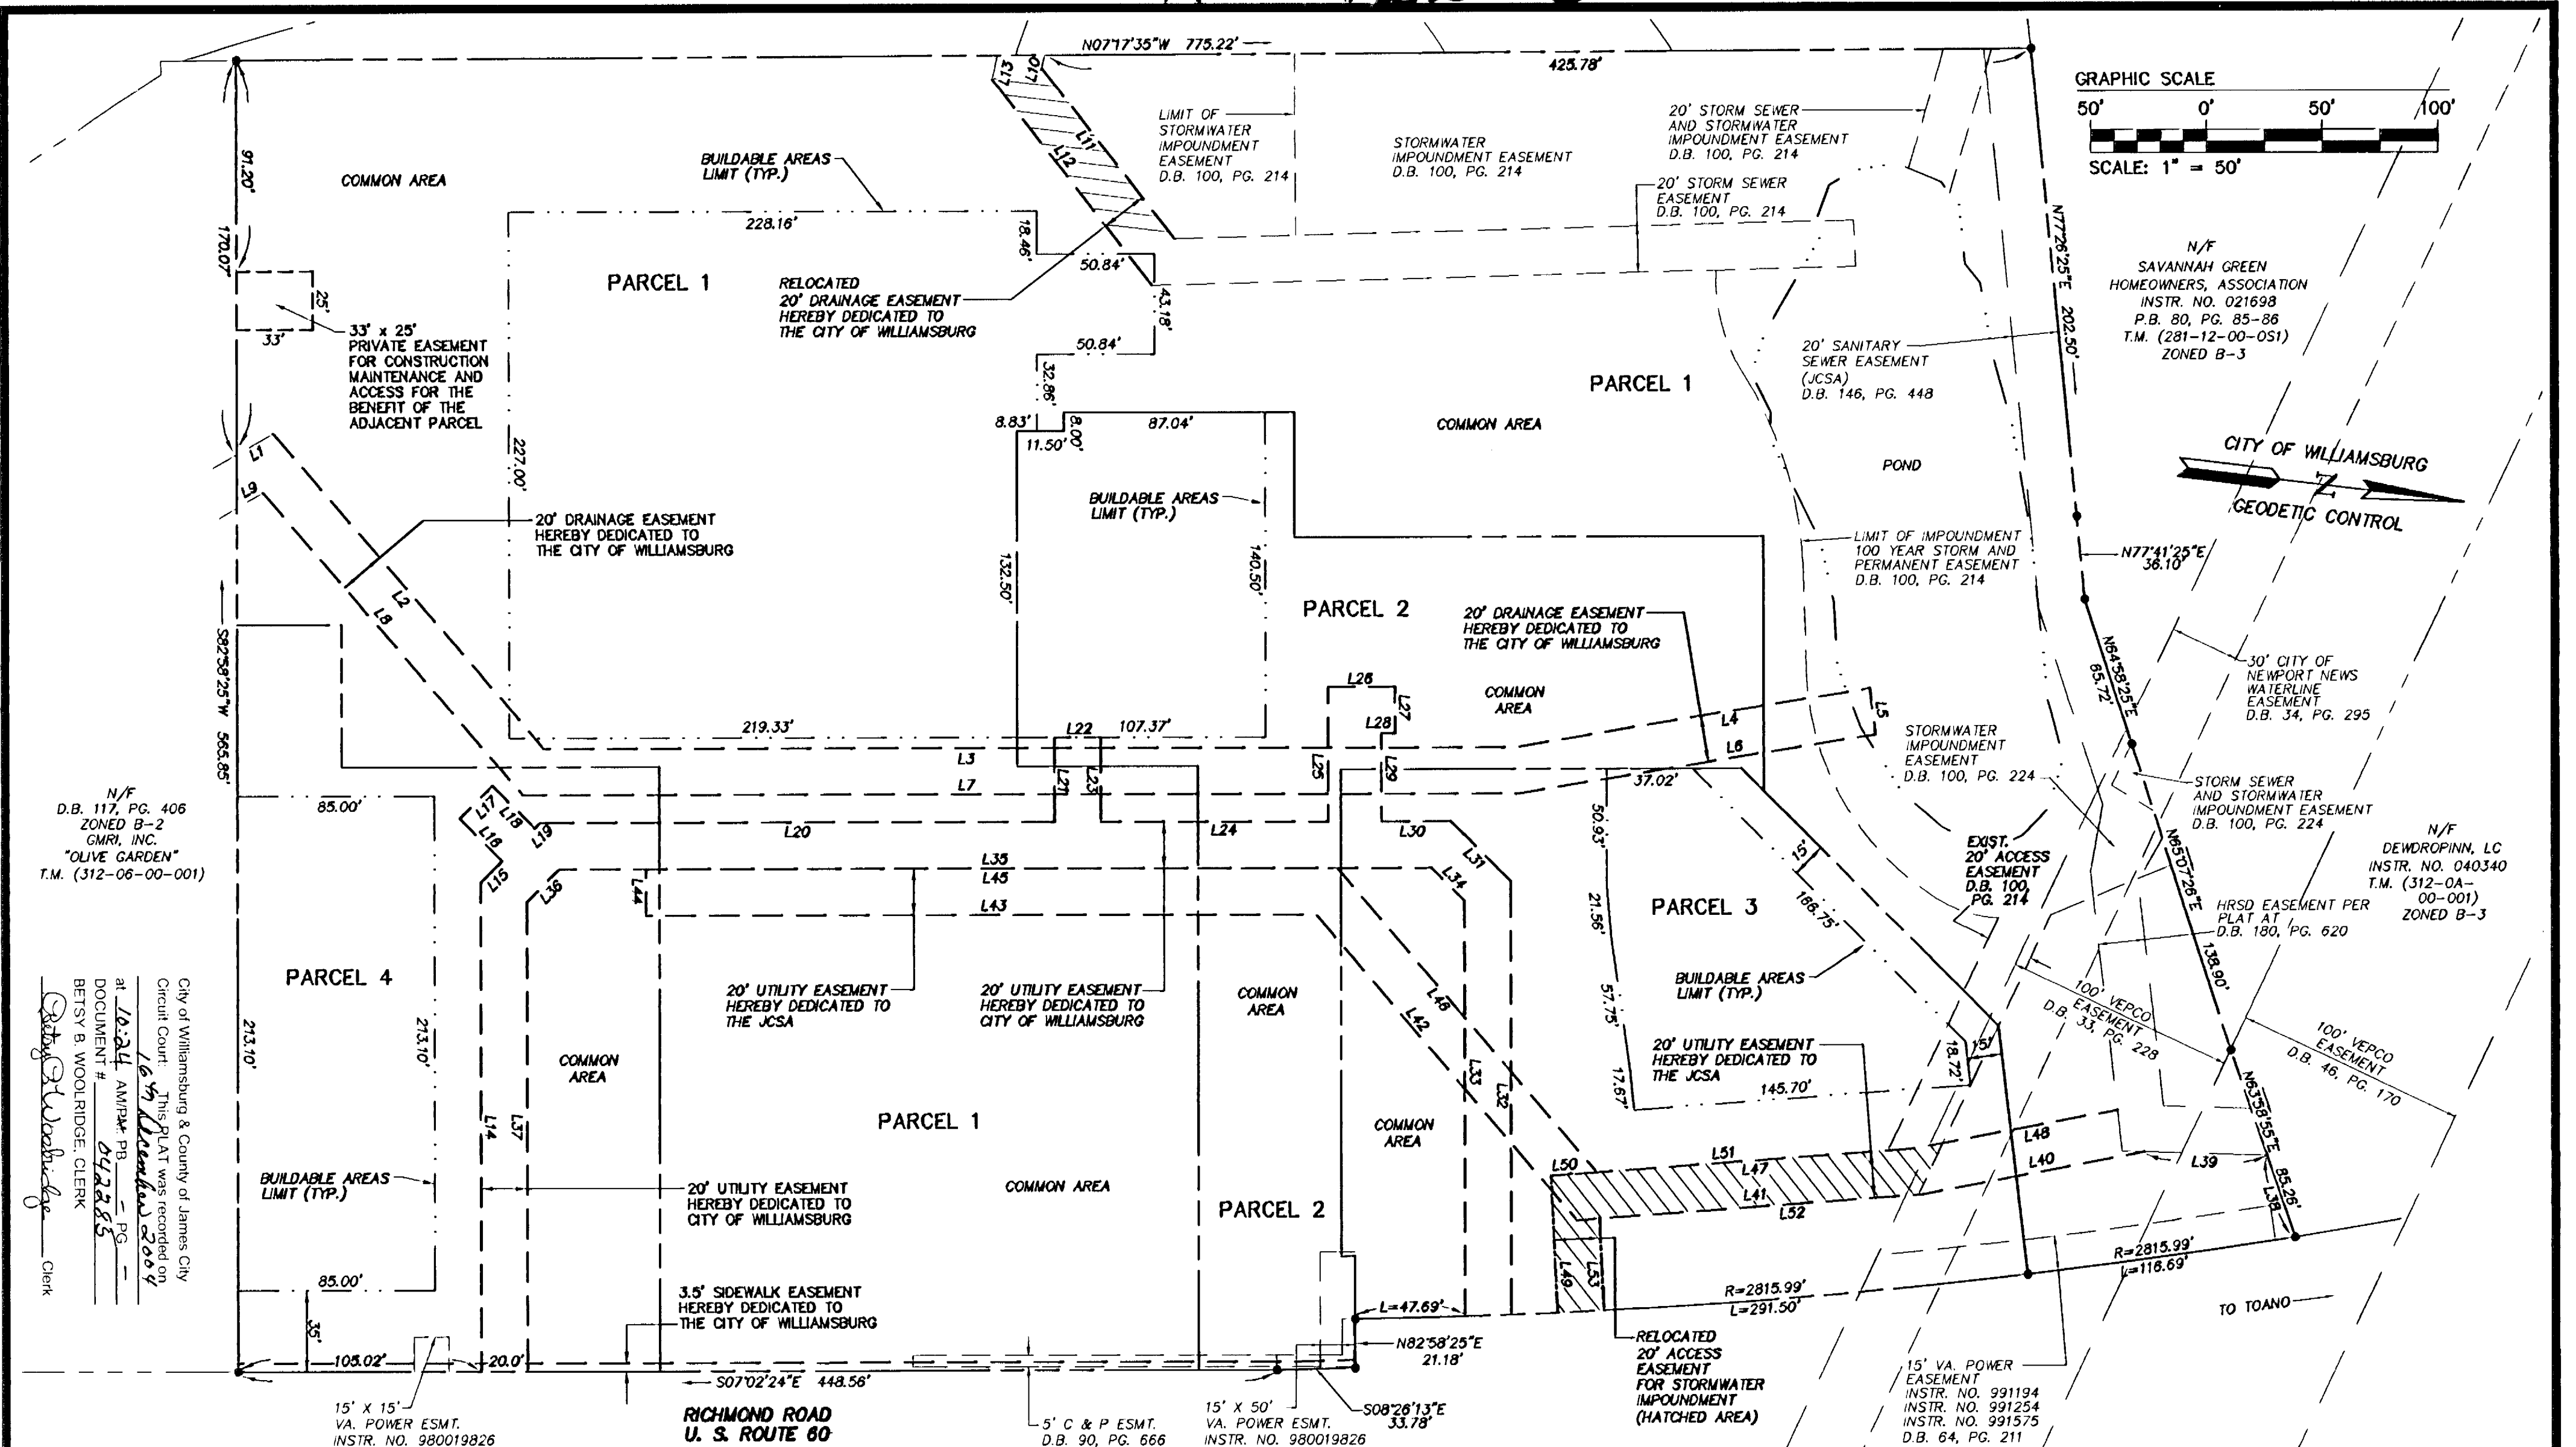 N07°17'35"W 775.22'
425.78'
GRAPHIC SCALE
50' 0' 50' 100'
SCALE: 1" = 50'
L13
L10
L11
L12
LIMIT OF
STORMWATER
IMPOUNDMENT
EASEMENT
D.B. 100, PG. 214
STORMWATER
IMPOUNDMENT EASEMENT
D.B. 100, PG. 214
20' STORM SEWER
AND STORMWATER
IMPOUNDMENT EASEMENT
D.B. 100, PG. 214
20' STORM SEWER
EASEMENT
D.B. 100, PG. 214
91.20'
170.07'
COMMON AREA
BUILDABLE AREAS
LIMIT (TYP.)
228.16'
18.46'
50.84'
43.18'
50.84'
32.86'
PARCEL 1
RELOCATED
20' DRAINAGE EASEMENT
HEREBY DEDICATED TO
THE CITY OF WILLIAMSBURG
25'
33'
33' x 25'
PRIVATE EASEMENT
FOR CONSTRUCTION
MAINTENANCE AND
ACCESS FOR THE
BENEFIT OF THE
ADJACENT PARCEL
N77°26'25"E 202.50'
N/F
SAVANNAH GREEN
HOMEOWNERS, ASSOCIATION
INSTR. NO. 021698
P.B. 80, PG. 85-86
T.M. (281-12-00-0S1)
ZONED B-3
20' SANITARY
SEWER EASEMENT
(JCSA)
D.B. 146, PG. 448
PARCEL 1
COMMON AREA
POND
CITY OF WILLIAMSBURG
N
GEODETIC CONTROL
8.83'
11.50'
8.00'
87.04'
BUILDABLE AREAS
LIMIT (TYP.)
L1
L9
L2
L8
227.00'
132.50'
140.50'
20' DRAINAGE EASEMENT
HEREBY DEDICATED TO
THE CITY OF WILLIAMSBURG
LIMIT OF IMPOUNDMENT
100 YEAR STORM AND
PERMANENT EASEMENT
D.B. 100, PG. 214
N77°41'25"E
36.10'
PARCEL 2
20' DRAINAGE EASEMENT
HEREBY DEDICATED TO
THE CITY OF WILLIAMSBURG
COMMON
AREA
S82°58'25"W 565.85'
N64°58'25"E
85.72'
30' CITY OF
NEWPORT NEWS
WATERLINE
EASEMENT
D.B. 34, PG. 295
STORMWATER
IMPOUNDMENT
EASEMENT
D.B. 100, PG. 224
STORM SEWER
AND STORMWATER
IMPOUNDMENT EASEMENT
D.B. 100, PG. 224
219.33'
L22
107.37'
L26
L27
L28
L3
L21
L23
L25
L29
L4
L5
L6
L7
37.02'
N/F
D.B. 117, PG. 406
ZONED B-2
GMRI, INC.
"OLIVE GARDEN"
T.M. (312-06-00-001)
85.00'
L17
L18
L16
L19
L15
L20
L24
L30
L31
L35
L45
L34
L36
L44
L43
50.93'
21.56'
57.75'
17.67'
15'
186.75'
PARCEL 3
EXIST.
20' ACCESS
EASEMENT
D.B. 100,
PG. 214
N65°07'26"E 138.90'
N/F
DEWDROPINN, LC
INSTR. NO. 040340
T.M. (312-0A-
00-001)
ZONED B-3
HRSD EASEMENT PER
PLAT AT
D.B. 180, PG. 620
BUILDABLE AREAS
LIMIT (TYP.)
PARCEL 4
20' UTILITY EASEMENT
HEREBY DEDICATED TO
THE JCSA
20' UTILITY EASEMENT
HEREBY DEDICATED TO
CITY OF WILLIAMSBURG
COMMON
AREA
L46
L42
20' UTILITY EASEMENT
HEREBY DEDICATED TO
THE JCSA
18.72'
15'
145.70'
100' VEPCO
EASEMENT
D.B. 33, PG. 228
100' VEPCO
EASEMENT
D.B. 46, PG. 170
City of Williamsburg & County of James City
Circuit Court: This PLAT was recorded on
16th December 2004
at 10:24 AM/PM PB - PG -
DOCUMENT # 042285
BETSY B. WOOLRIDGE, CLERK
Betsy B Woolridge Clerk
213.10'
213.10'
COMMON
AREA
L14
L37
PARCEL 1
COMMON
AREA
L33
L32
N63°58'55"E 85.26'
L48
L40
L39
L38
BUILDABLE AREAS
LIMIT (TYP.)
20' UTILITY EASEMENT
HEREBY DEDICATED TO
CITY OF WILLIAMSBURG
COMMON AREA
PARCEL 2
L50
L51
L47
L41
L52
L49
L53
85.00'
35'
3.5' SIDEWALK EASEMENT
HEREBY DEDICATED TO
THE CITY OF WILLIAMSBURG
L=47.69'
R=2815.99'
L=291.50'
R=2815.99'
L=116.69'
TO TOANO
N82°58'25"E
21.18'
105.02'
20.0'
S07°02'24"E 448.56'
S08°26'13"E
33.78'
RELOCATED
20' ACCESS
EASEMENT
FOR STORMWATER
IMPOUNDMENT
(HATCHED AREA)
15' VA. POWER
EASEMENT
INSTR. NO. 991194
INSTR. NO. 991254
INSTR. NO. 991575
D.B. 64, PG. 211
15' X 15'
VA. POWER ESMT.
INSTR. NO. 980019826
RICHMOND ROAD
U. S. ROUTE 60
5' C & P ESMT.
D.B. 90, PG. 666
15' X 50'
VA. POWER ESMT.
INSTR. NO. 980019826